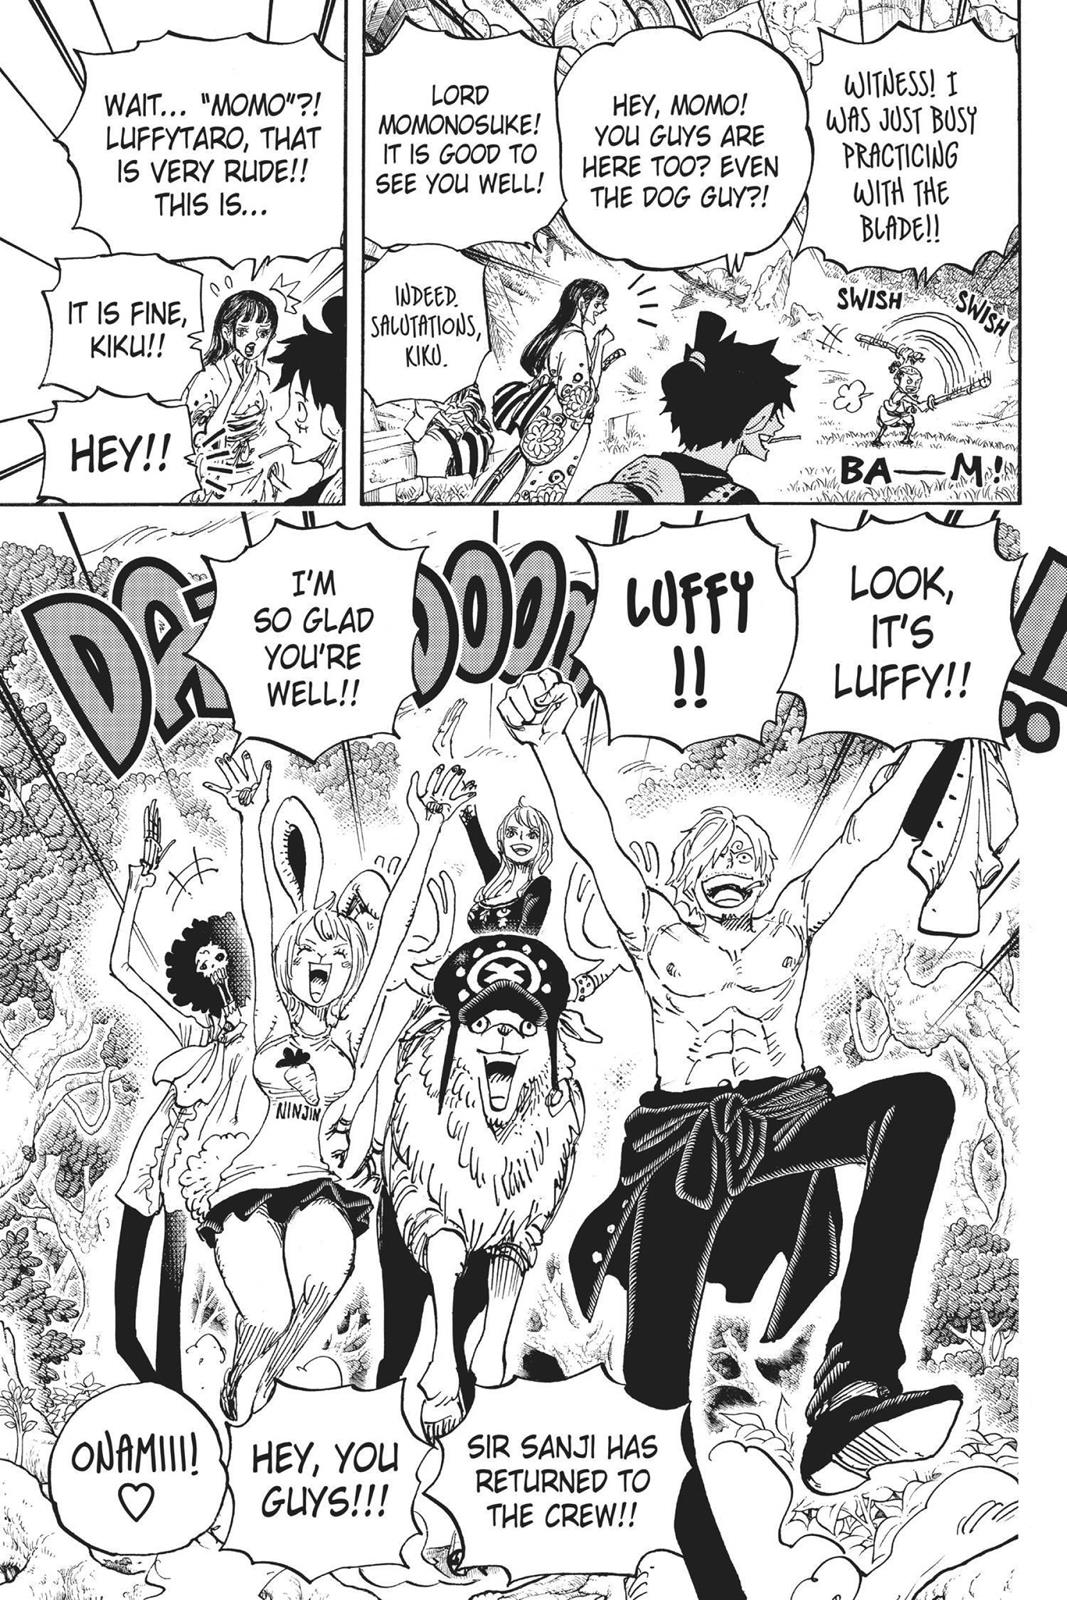 WITNESS! I
WAS JUST BUSY
PRACTICING
WITH THE
BLADE!!
SWISH
SWISH
BA—M!
HEY, MOMO!
YOU GUYS ARE
HERE TOO? EVEN
THE DOG GUY?!
LORD
MOMONOSUKE!
IT IS GOOD TO
SEE YOU WELL!
INDEED.
SALUTATIONS,
KIKU.
WAIT... "MOMO"?!
LUFFYTARO, THAT
IS VERY RUDE!!
THIS IS...
IT IS FINE,
KIKU!!
HEY!!
LOOK,
IT'S
LUFFY!!
LUFFY
!!
I'M
SO GLAD
YOU'RE
WELL!!
NINJIN
SIR SANJI HAS
RETURNED TO
THE CREW!!
HEY, YOU
GUYS!!!
ONAMIII!
♡